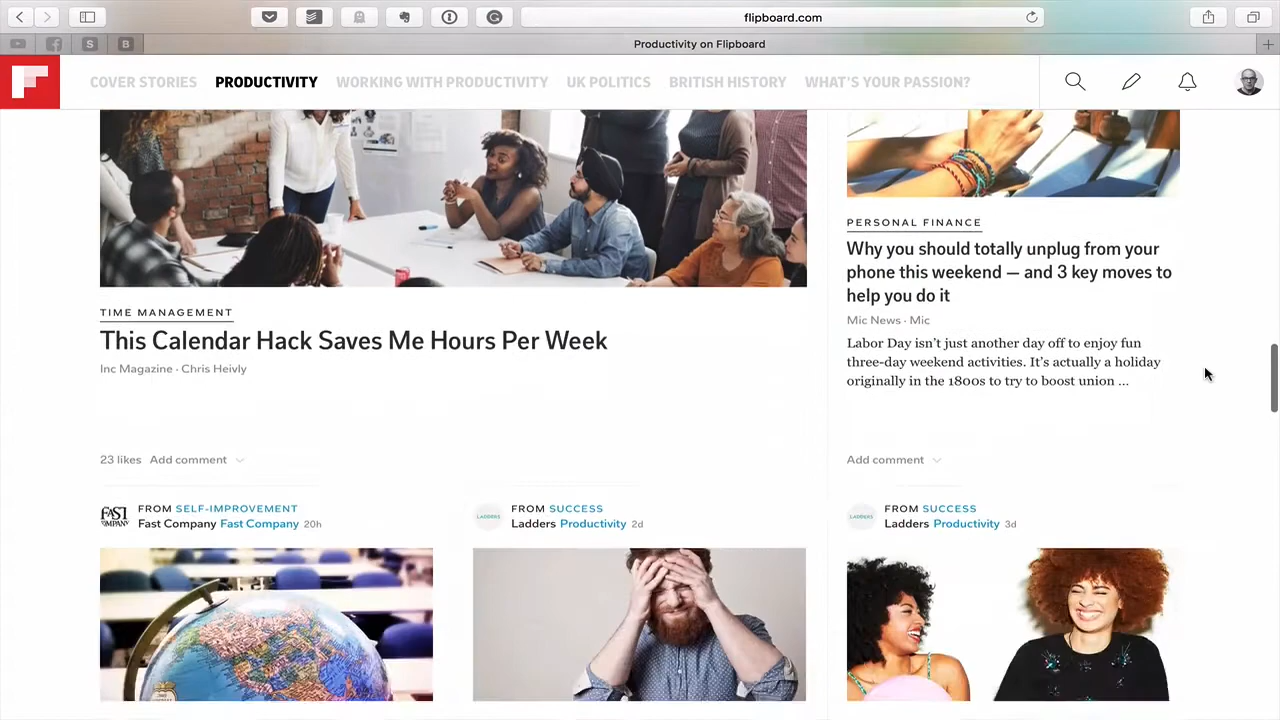 flipboard.com
S
B
Productivity on Flipboard
COVER STORIES PRODUCTIVITY WORKING WITH PRODUCTIVITY UK POLITICS BRITISH HISTORY WHAT'S YOUR PASSION?
TIME MANAGEMENT
This Calendar Hack Saves Me Hours Per Week
Inc Magazine · Chris Heivly
23 likes Add comment
PERSONAL FINANCE
Why you should totally unplug from your
phone this weekend — and 3 key moves to
help you do it
Mic News · Mic
Labor Day isn't just another day off to enjoy fun
three-day weekend activities. It's actually a holiday
originally in the 1800s to try to boost union ...
Add comment
FAST COMPANY
FROM SELF-IMPROVEMENT
Fast Company Fast Company 20h
LADDERS
FROM SUCCESS
Ladders Productivity 2d
LADDERS
FROM SUCCESS
Ladders Productivity 3d